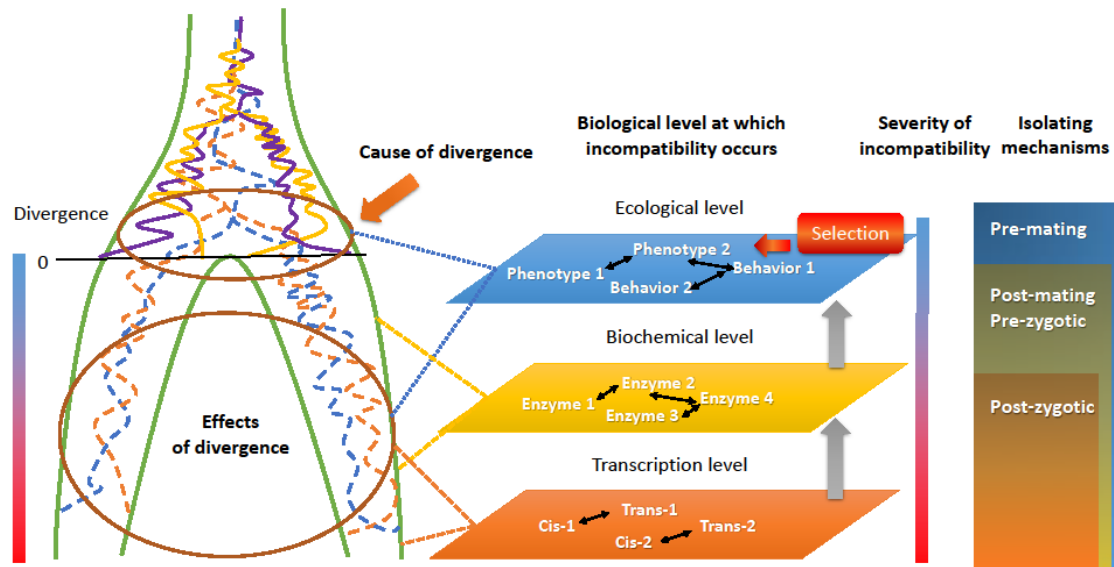 Cause of divergence
Divergence
0
Effects
of divergence
Biological level at which
incompatibility occurs
Severity of
incompatibility
Isolating
mechanisms
Ecological level
Selection
Phenotype 2
Phenotype 1
Behavior 1
Behavior 2
Biochemical level
Enzyme 2
Enzyme 1
Enzyme 4
Enzyme 3
Transcription level
Trans-1
Cis-1
Trans-2
Cis-2
Pre-mating
Post-mating
Pre-zygotic
Post-zygotic